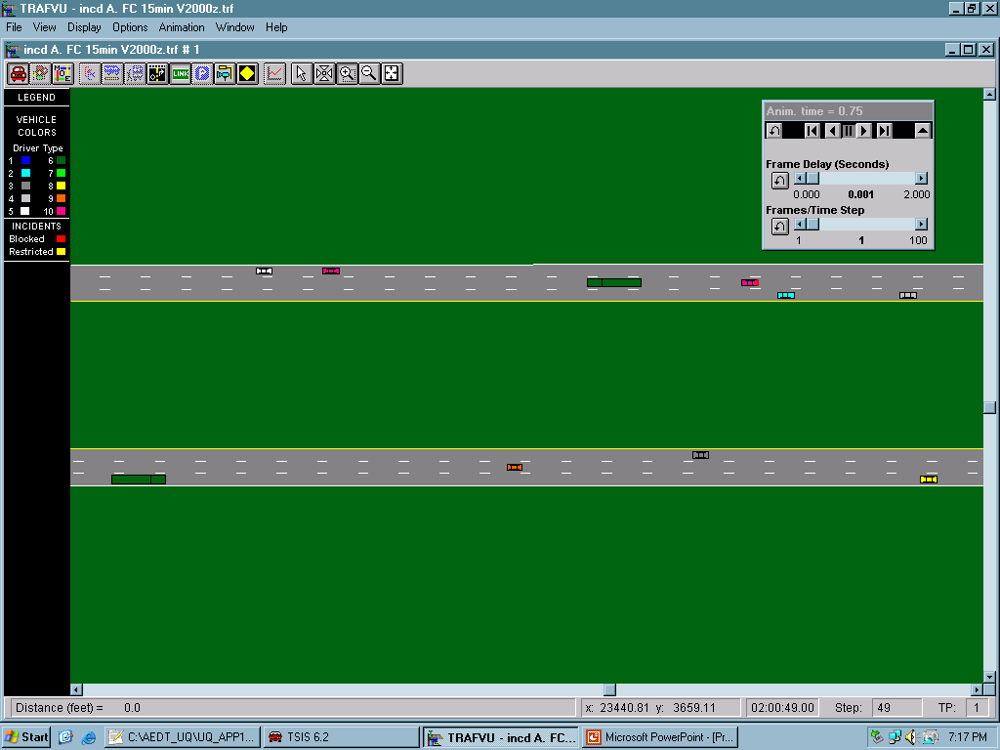 TRAFVU - incd A. FC 15min V2000z.trf
File View Display Options Animation Window Help
incd A. FC 15min V2000z.trf # 1
LINK
LEGEND
VEHICLE
COLORS
Driver Type
1 6
2 7
3 8
4 9
5 10
INCIDENTS
Blocked
Restricted
Anim. time = 0.75
Frame Delay (Seconds)
0.000 0.001 2.000
Frames/Time Step
1 1 100
Distance (feet) = 0.0
x: 23440.81 y: 3659.11
02:00:49.00
Step: 49
TP: 1
Start
C:\AEDT_UQ\UQ_APP1...
TSIS 6.2
TRAFVU - incd A. FC...
Microsoft PowerPoint - [Pr...
7:17 PM